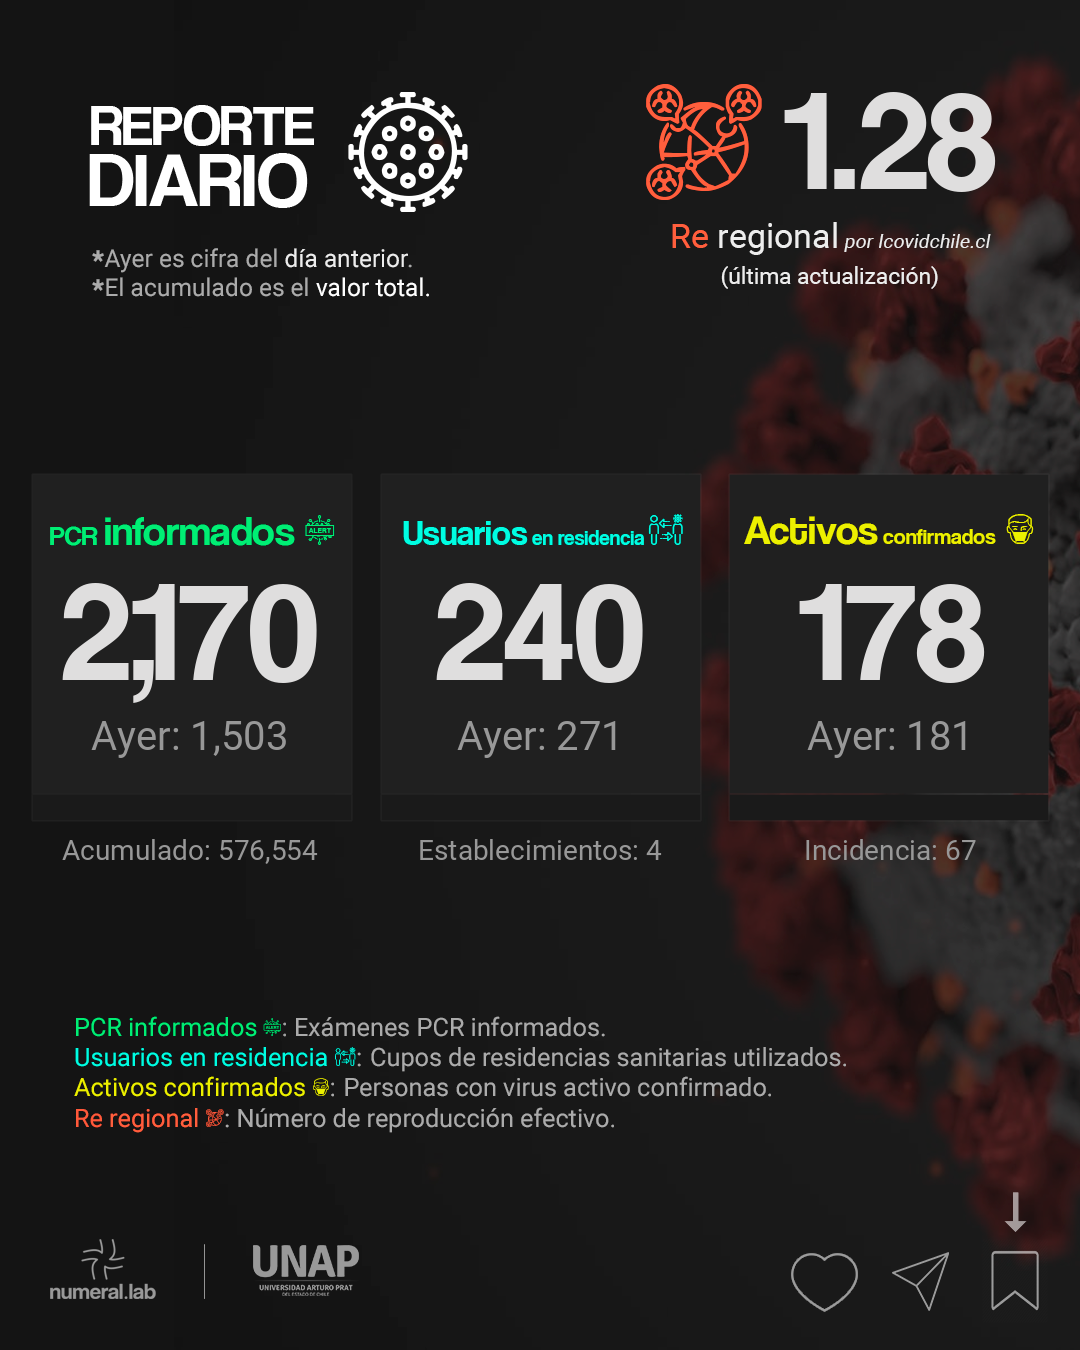 REPORTE
DIARIO
*Ayer es cifra del día anterior.
*El acumulado es el valor total.
1.28
Re regional por Icovidchile.cl
(última actualización)
PCR informados ALERT
2,170
Ayer: 1,503
Acumulado: 576,554
Usuarios en residencia
240
Ayer: 271
Establecimientos: 4
Activos confirmados
178
Ayer: 181
Incidencia: 67
PCR informados ALERT: Exámenes PCR informados.
Usuarios en residencia: Cupos de residencias sanitarias utilizados.
Activos confirmados: Personas con virus activo confirmado.
Re regional: Número de reproducción efectivo.
numeral.lab
UNAP
UNIVERSIDAD ARTURO PRAT
DEL ESTADO DE CHILE